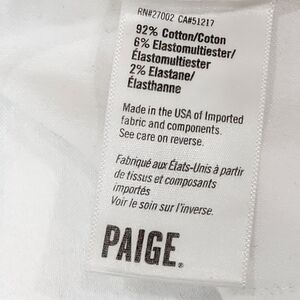 RN#27002 CA#51217
92% Cotton/Coton
6% Elastomultiester/
Élastomultiester
2% Elastane/
Élasthanne
Made in the USA of Imported
fabric and components.
See care on reverse.
Fabriqué aux États-Unis à partir
de tissus et composants
importés
Voir le soin sur l'inverse.
PAIGE®